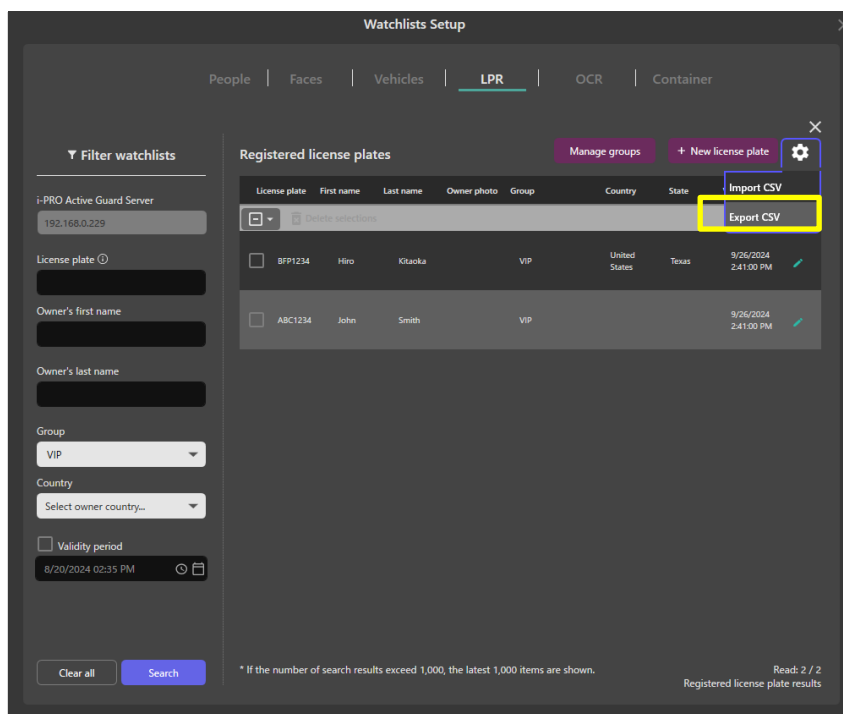 Watchlists Setup
People
Faces
Vehicles
LPR
OCR
Container
Filter watchlists
i-PRO Active Guard Server
192.168.0.229
License plate
Owner's first name
Owner's last name
Group
VIP
Country
Select owner country...
Validity period
8/20/2024 02:35 PM
Clear all
Search
Registered license plates
Manage groups
+ New license plate
Import CSV
Export CSV
License plate First name Last name Owner photo Group Country State
Delete selections
BFP1234 Hiro Kitaoka VIP United States Texas 9/26/2024 2:41:00 PM
ABC1234 John Smith VIP 9/26/2024 2:41:00 PM
* If the number of search results exceed 1,000, the latest 1,000 items are shown.
Read: 2 / 2
Registered license plate results